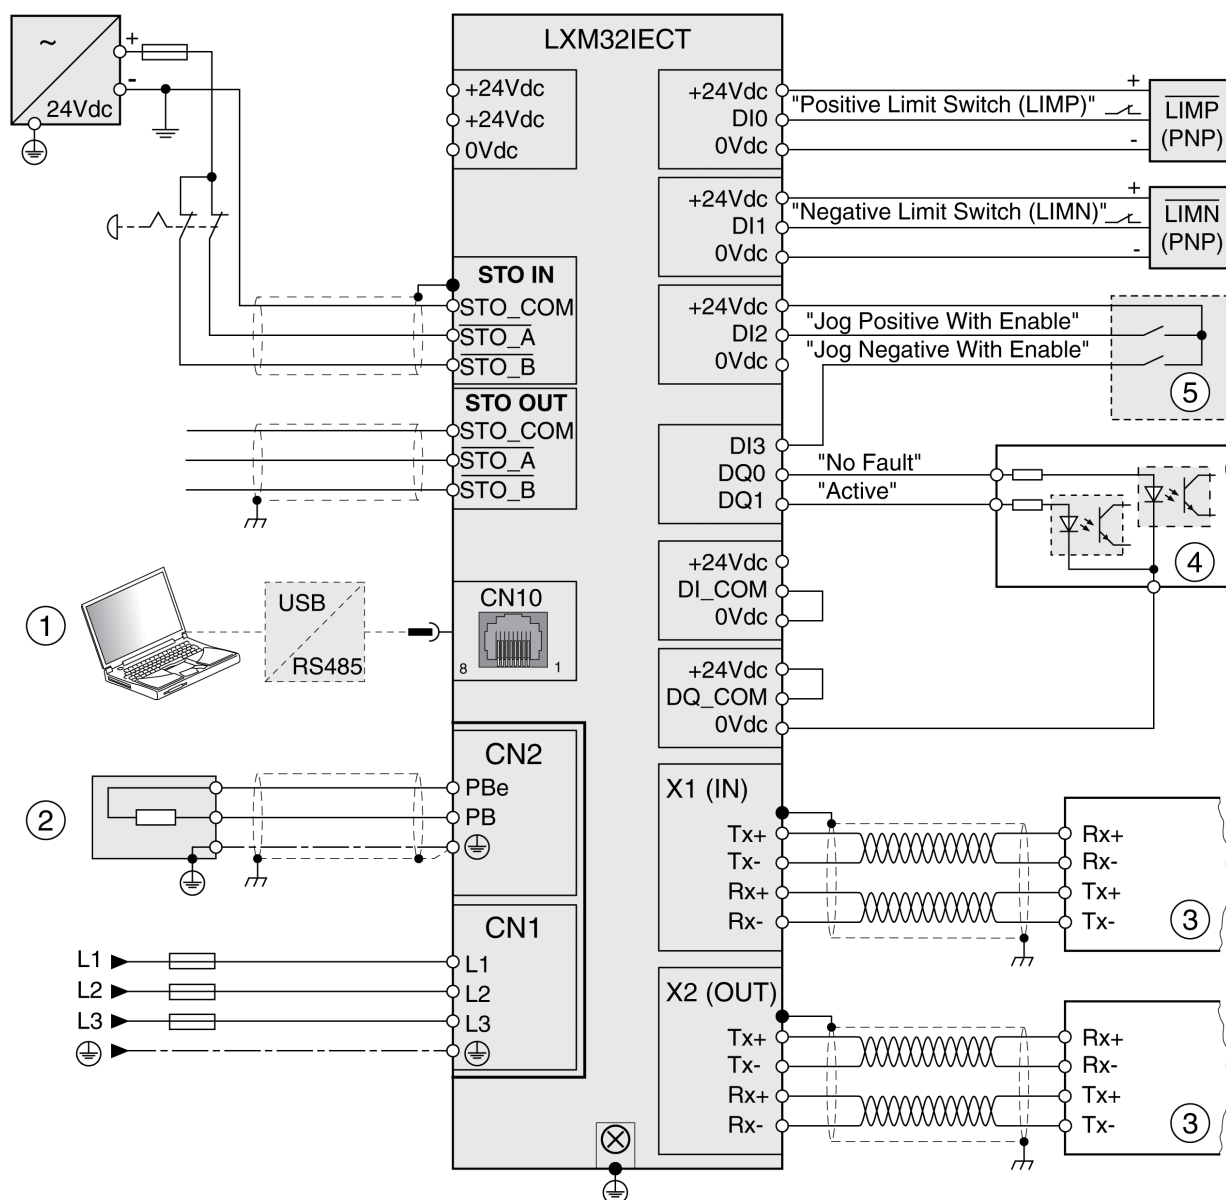 LXM32IECT
~
+
-
24Vdc
+24Vdc
+24Vdc
0Vdc
STO IN
STO_COM
STO_A
STO_B
STO OUT
STO_COM
STO_A
STO_B
1
USB
RS485
CN10
8
1
2
CN2
PBe
PB
CN1
L1
L1
L2
L2
L3
L3
+24Vdc
DI0
0Vdc
"Positive Limit Switch (LIMP)"
+
-
LIMP
(PNP)
+24Vdc
DI1
0Vdc
"Negative Limit Switch (LIMN)"
+
-
LIMN
(PNP)
+24Vdc
DI2
0Vdc
"Jog Positive With Enable"
"Jog Negative With Enable"
5
DI3
DQ0
DQ1
"No Fault"
"Active"
4
+24Vdc
DI_COM
0Vdc
+24Vdc
DQ_COM
0Vdc
X1 (IN)
Tx+
Tx-
Rx+
Rx-
Rx+
Rx-
Tx+
Tx-
3
X2 (OUT)
Tx+
Tx-
Rx+
Rx-
Rx+
Rx-
Tx+
Tx-
3